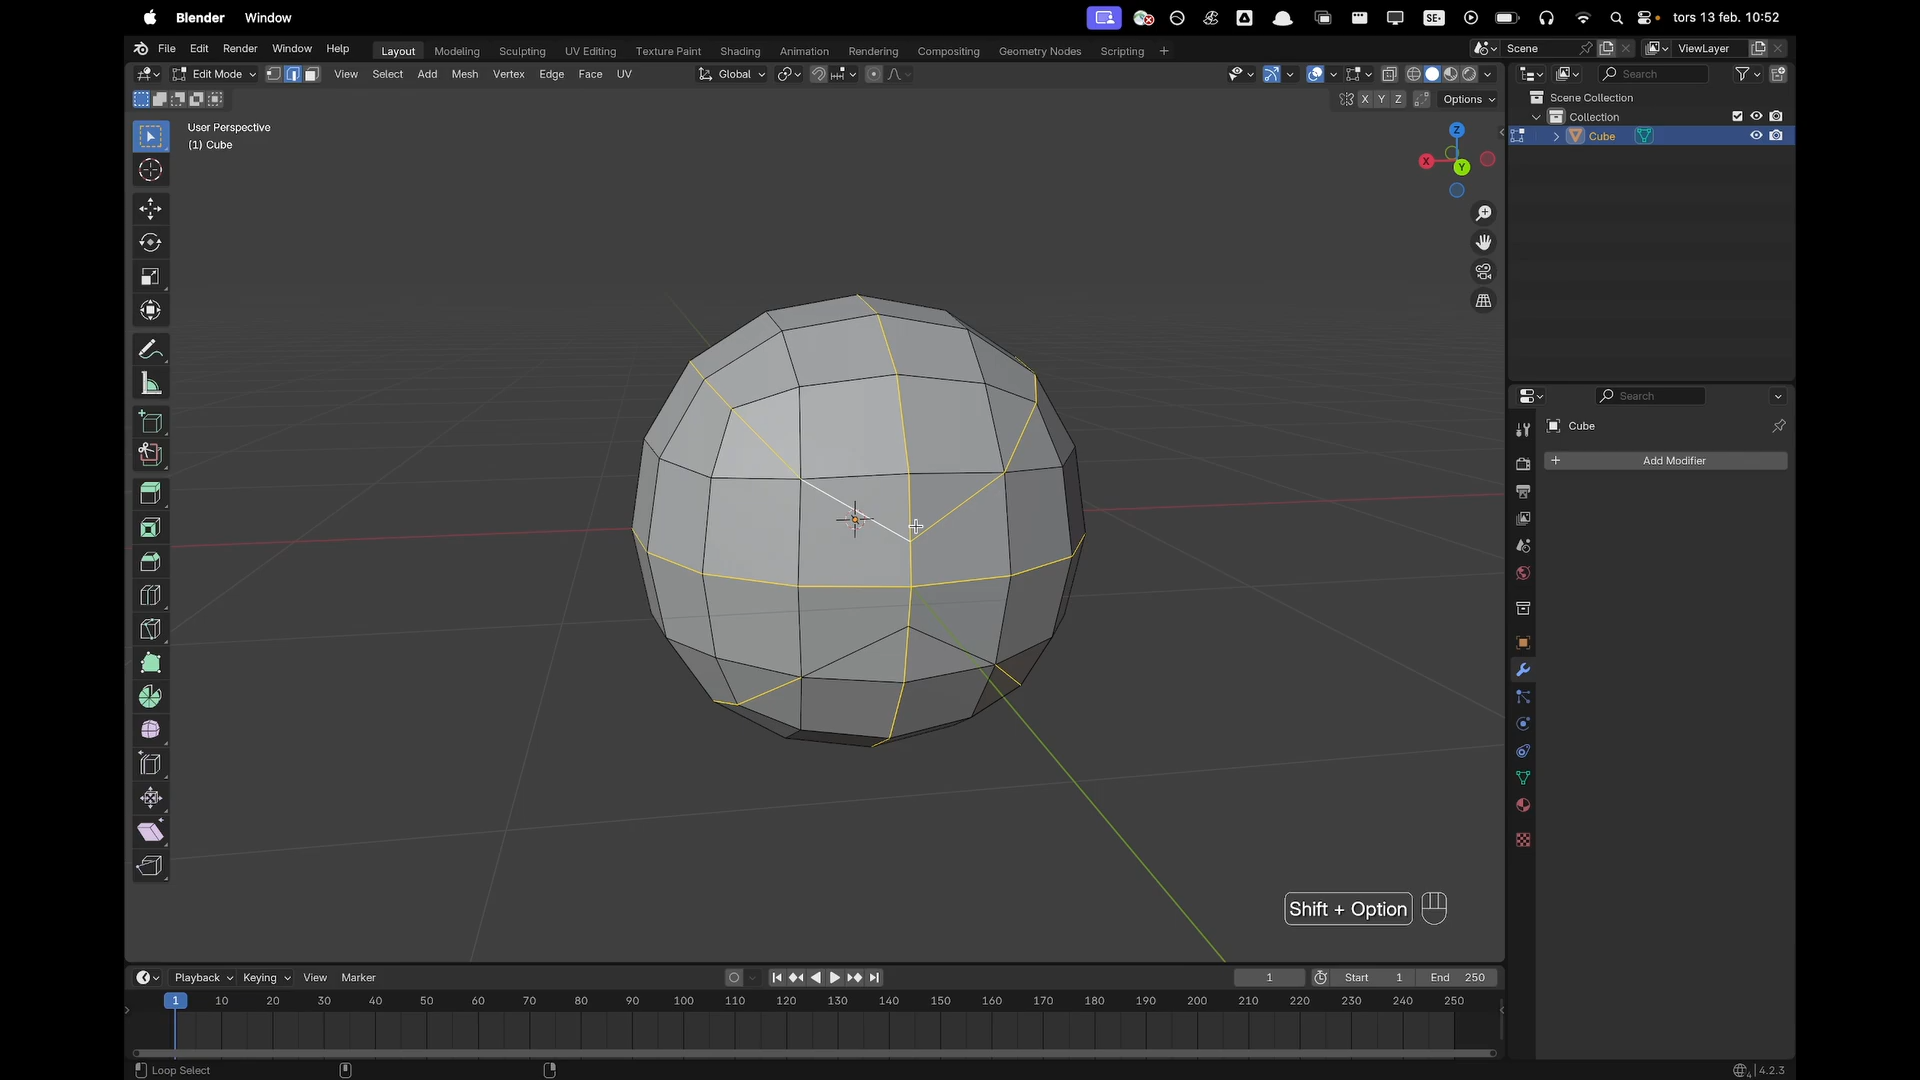 Blender Window SE tors 13 feb. 10:52
File Edit Render Window Help Layout Modeling Sculpting UV Editing Texture Paint Shading Animation Rendering Compositing Geometry Nodes Scripting + Scene ViewLayer
Edit Mode View Select Add Mesh Vertex Edge Face UV Global Search
X Y Z Options Scene Collection
Collection
User Perspective
(1) Cube
Z
X
Y
Cube
Search
Cube
+ Add Modifier
Shift + Option
Playback Keying View Marker 1 Start 1 End 250
1 10 20 30 40 50 60 70 80 90 100 110 120 130 140 150 160 170 180 190 200 210 220 230 240 250
Loop Select 4.2.3